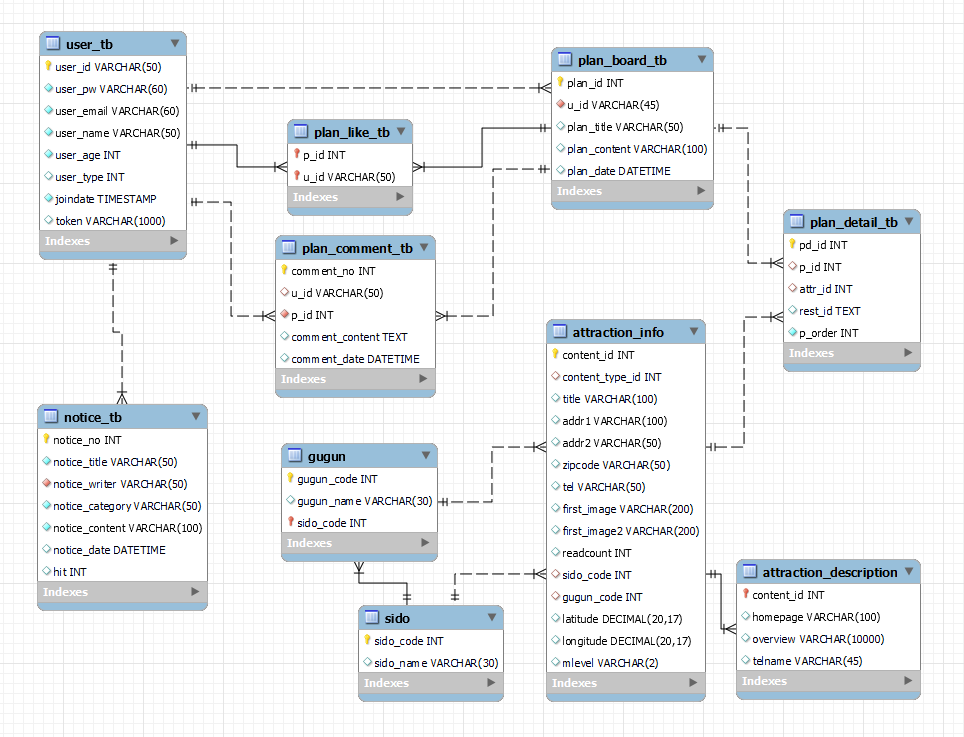 user_tb
user_id VARCHAR(50)
user_pw VARCHAR(60)
user_email VARCHAR(60)
user_name VARCHAR(50)
user_age INT
user_type INT
joindate TIMESTAMP
token VARCHAR(1000)
Indexes
plan_like_tb
p_id INT
u_id VARCHAR(50)
Indexes
plan_board_tb
plan_id INT
u_id VARCHAR(45)
plan_title VARCHAR(50)
plan_content VARCHAR(100)
plan_date DATETIME
Indexes
plan_comment_tb
comment_no INT
u_id VARCHAR(50)
p_id INT
comment_content TEXT
comment_date DATETIME
Indexes
plan_detail_tb
pd_id INT
p_id INT
attr_id INT
rest_id TEXT
p_order INT
Indexes
notice_tb
notice_no INT
notice_title VARCHAR(50)
notice_writer VARCHAR(50)
notice_category VARCHAR(50)
notice_content VARCHAR(100)
notice_date DATETIME
hit INT
Indexes
gugun
gugun_code INT
gugun_name VARCHAR(30)
sido_code INT
Indexes
attraction_info
content_id INT
content_type_id INT
title VARCHAR(100)
addr1 VARCHAR(100)
addr2 VARCHAR(50)
zipcode VARCHAR(50)
tel VARCHAR(50)
first_image VARCHAR(200)
first_image2 VARCHAR(200)
readcount INT
sido_code INT
gugun_code INT
latitude DECIMAL(20,17)
longitude DECIMAL(20,17)
mlevel VARCHAR(2)
Indexes
sido
sido_code INT
sido_name VARCHAR(30)
Indexes
attraction_description
content_id INT
homepage VARCHAR(100)
overview VARCHAR(10000)
telname VARCHAR(45)
Indexes